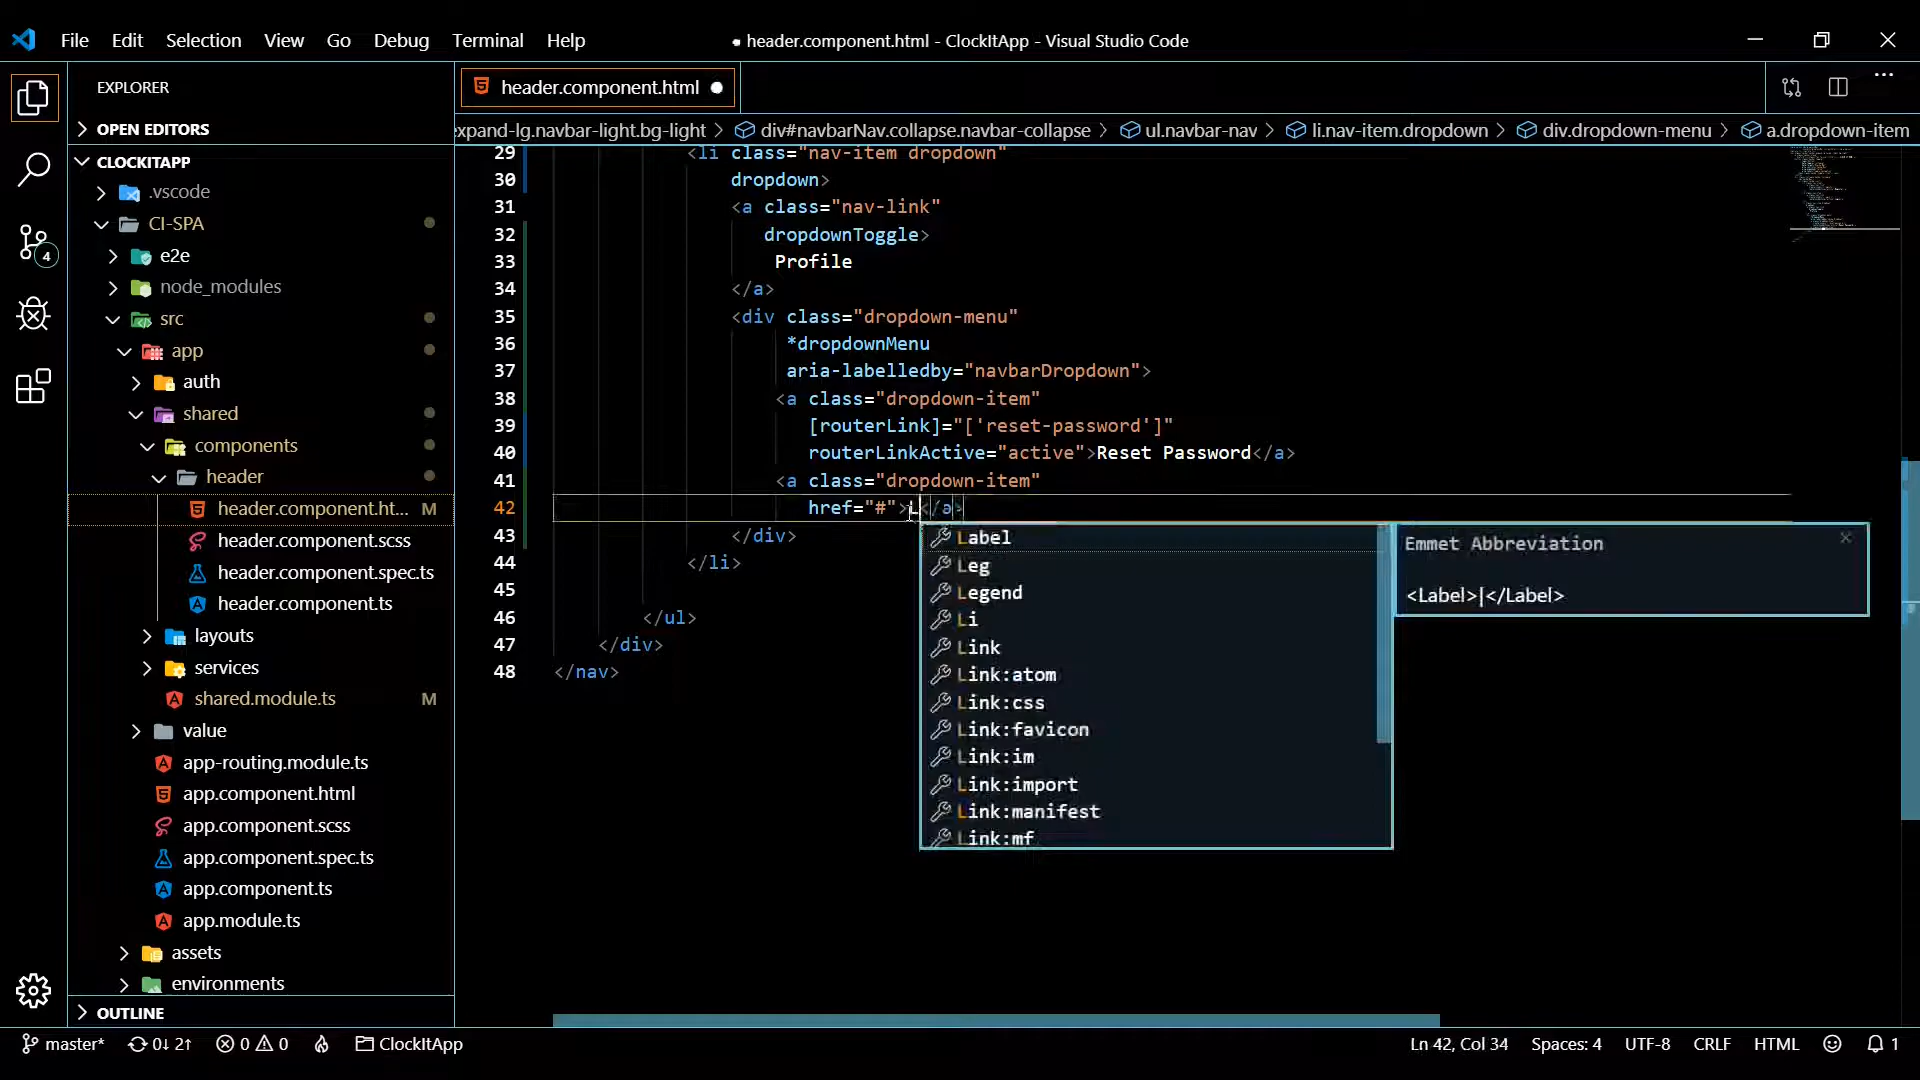 File Edit Selection View Go Debug Terminal Help
● header.component.html - ClockItApp - Visual Studio Code
EXPLORER
OPEN EDITORS
CLOCKITAPP
.vscode
CI-SPA
e2e
node_modules
src
app
auth
shared
components
header
header.component.ht... M
header.component.scss
header.component.spec.ts
header.component.ts
layouts
services
shared.module.ts M
value
app-routing.module.ts
app.component.html
app.component.scss
app.component.spec.ts
app.component.ts
app.module.ts
assets
environments
OUTLINE
4
header.component.html
expand-lg.navbar-light.bg-light > div#navbarNav.collapse.navbar-collapse > ul.navbar-nav > li.nav-item.dropdown > div.dropdown-menu > a.dropdown-item
29 <li class="nav-item dropdown"
30 dropdown>
31 <a class="nav-link"
32 dropdownToggle>
33 Profile
34 </a>
35 <div class="dropdown-menu"
36 *dropdownMenu
37 aria-labelledby="navbarDropdown">
38 <a class="dropdown-item"
39 [routerLink]="['reset-password']"
40 routerLinkActive="active">Reset Password</a>
41 <a class="dropdown-item"
42 href="#">L</a>
43 </div>
44 </li>
45
46 </ul>
47 </div>
48 </nav>
Label
Leg
Legend
Li
Link
Link:atom
Link:css
Link:favicon
Link:im
Link:import
Link:manifest
Link:mf
Emmet Abbreviation
<Label>|</Label>
master* 0↓ 2↑ 0 0 ClockItApp
Ln 42, Col 34 Spaces: 4 UTF-8 CRLF HTML 1